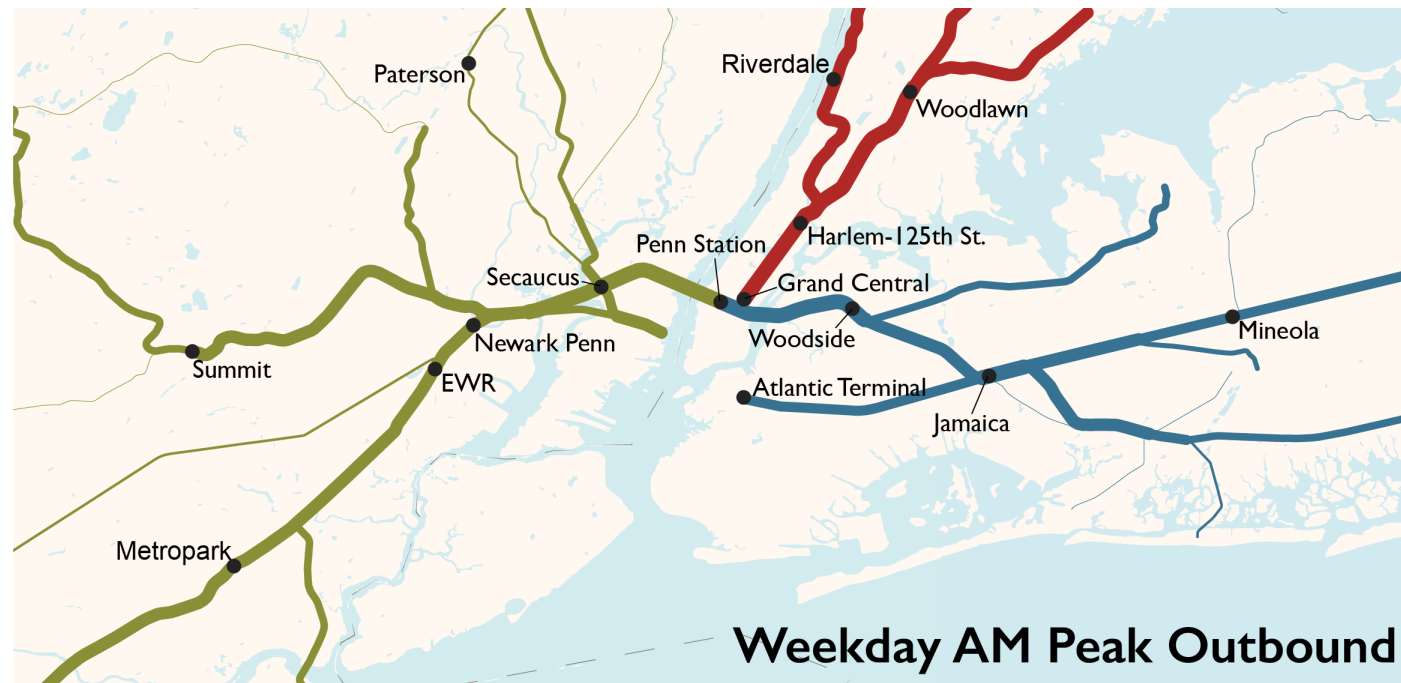 Paterson
Riverdale
Woodlawn
Penn Station
Harlem-125th St.
Secaucus
Grand Central
Woodside
Mineola
Newark Penn
Summit
EWR
Atlantic Terminal
Jamaica
Metropark
Weekday AM Peak Outbound